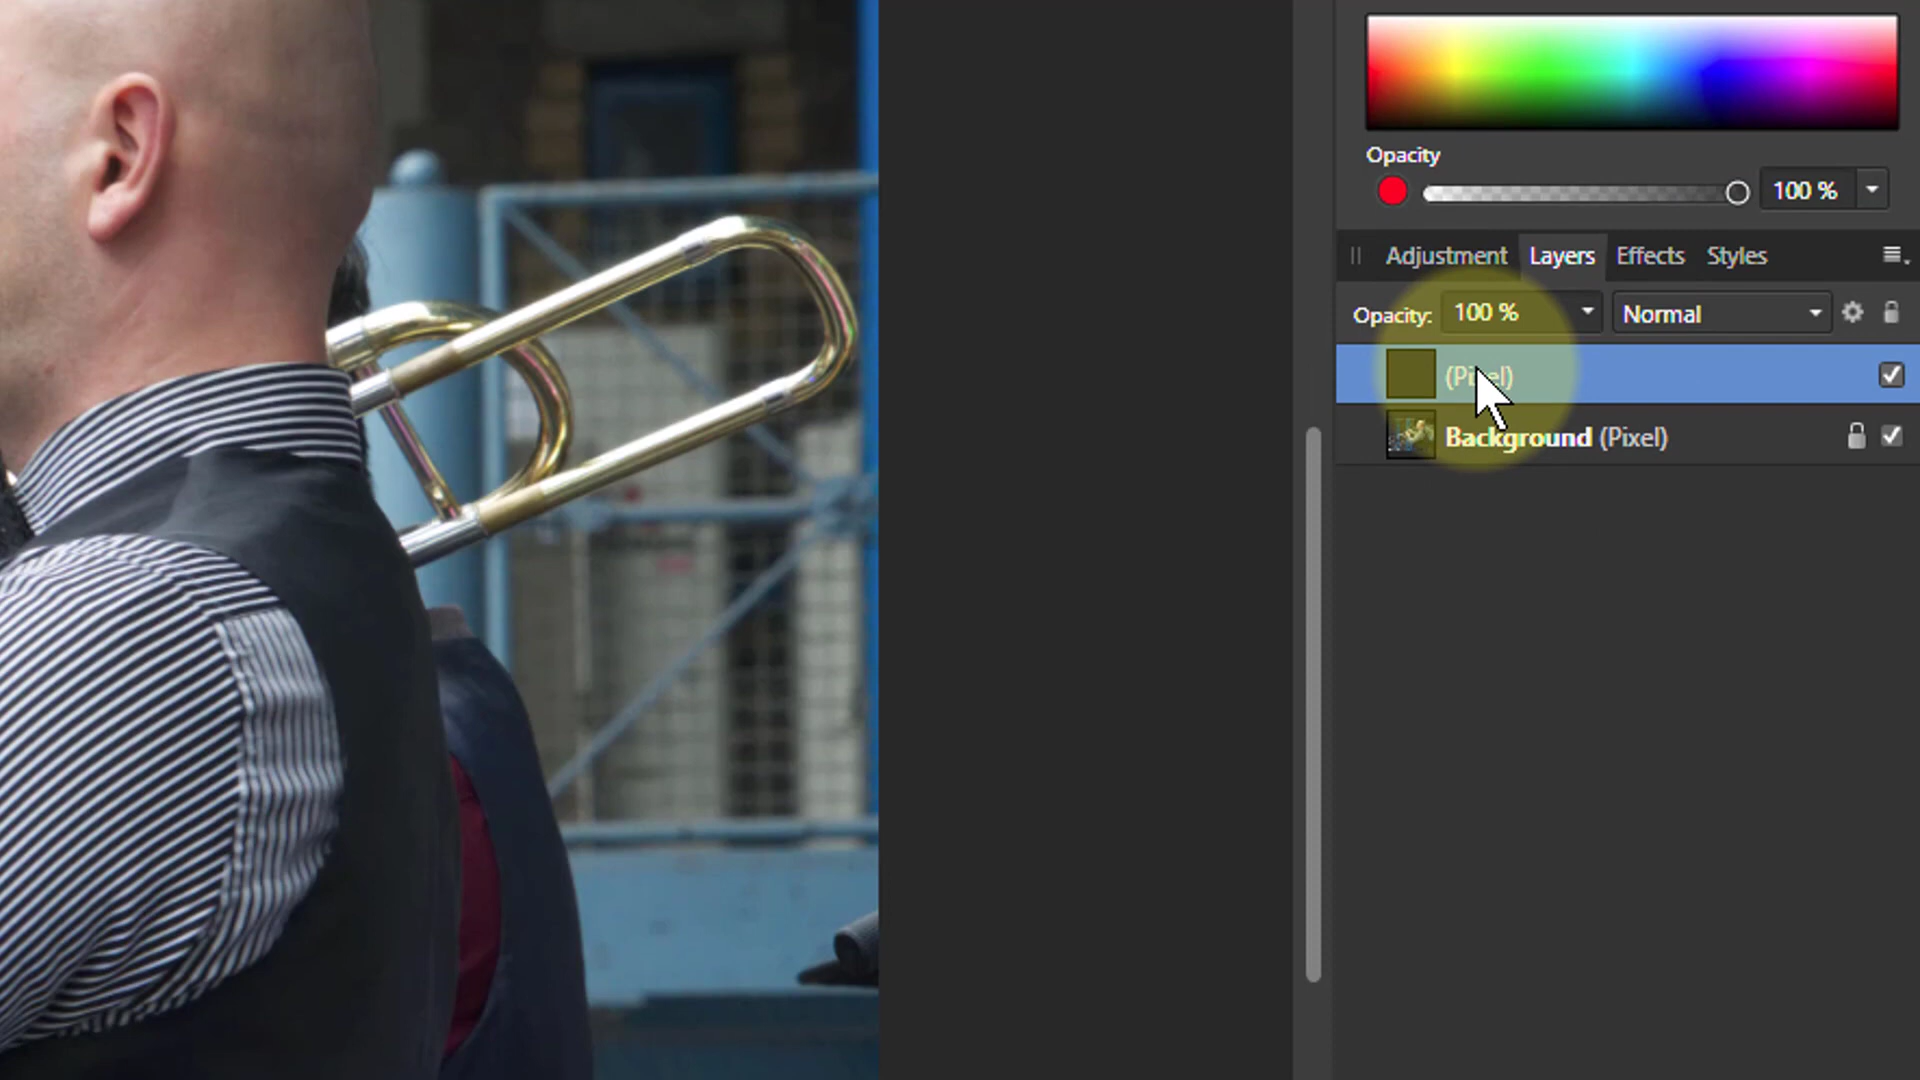 Opacity
100 %
Adjustment Layers Effects Styles
Opacity: 100 % Normal
(Pixel)
Background (Pixel)